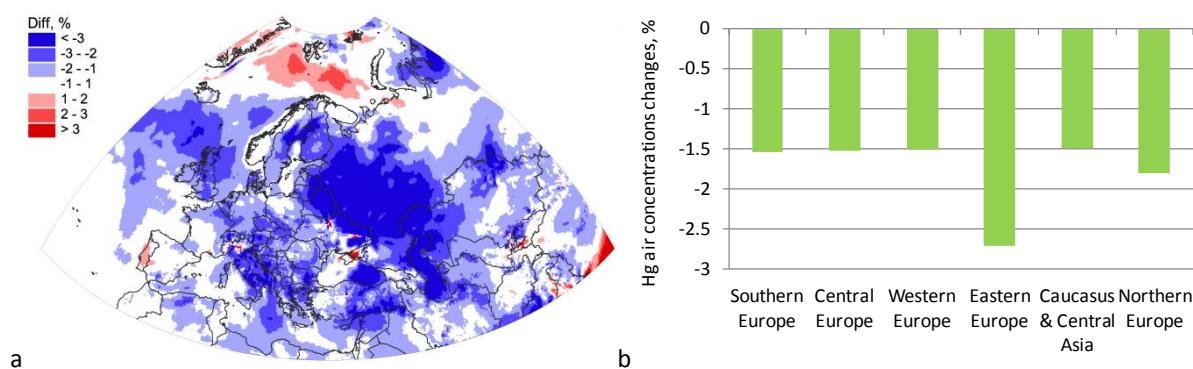 Diff, %
< -3
-3 - -2
-2 - -1
-1 - 1
1 - 2
2 - 3
> 3
a
Hg air concentrations changes, %
0
-0.5
-1
-1.5
-2
-2.5
-3
Southern Europe
Central Europe
Western Europe
Eastern Europe
Caucasus & Central Asia
Northern Europe
b